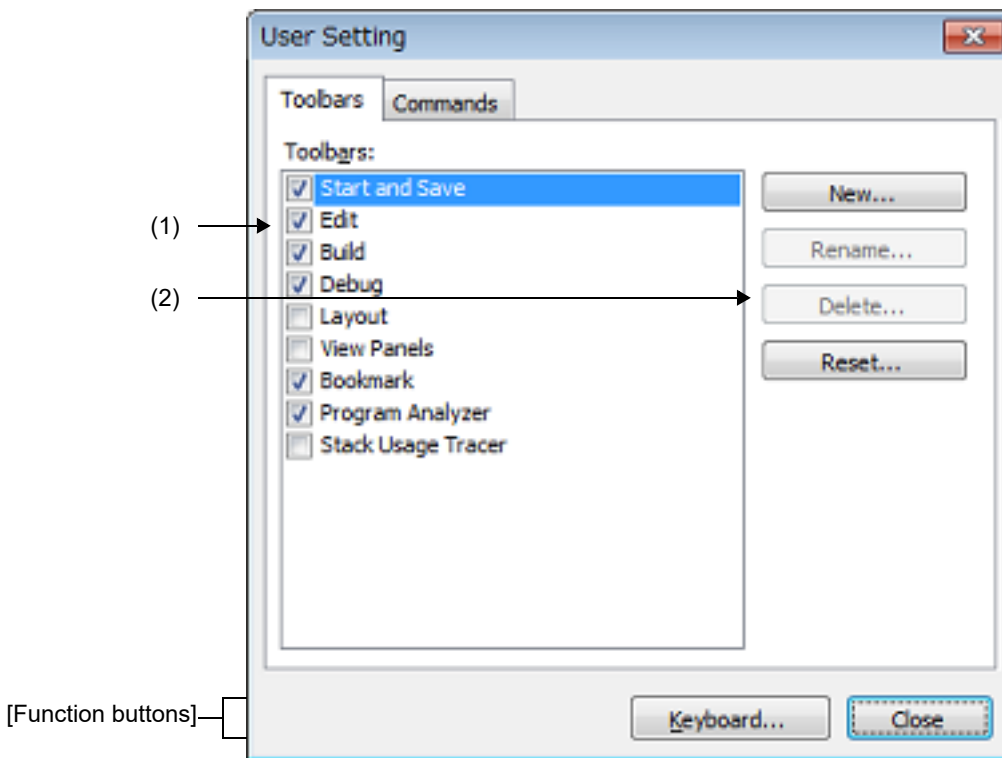 User Setting
Toolbars
Commands
Toolbars:
Start and Save
New...
(1)
Edit
Rename...
Build
(2)
Debug
Delete...
Layout
View Panels
Reset...
Bookmark
Program Analyzer
Stack Usage Tracer
[Function buttons]
Keyboard...
Close